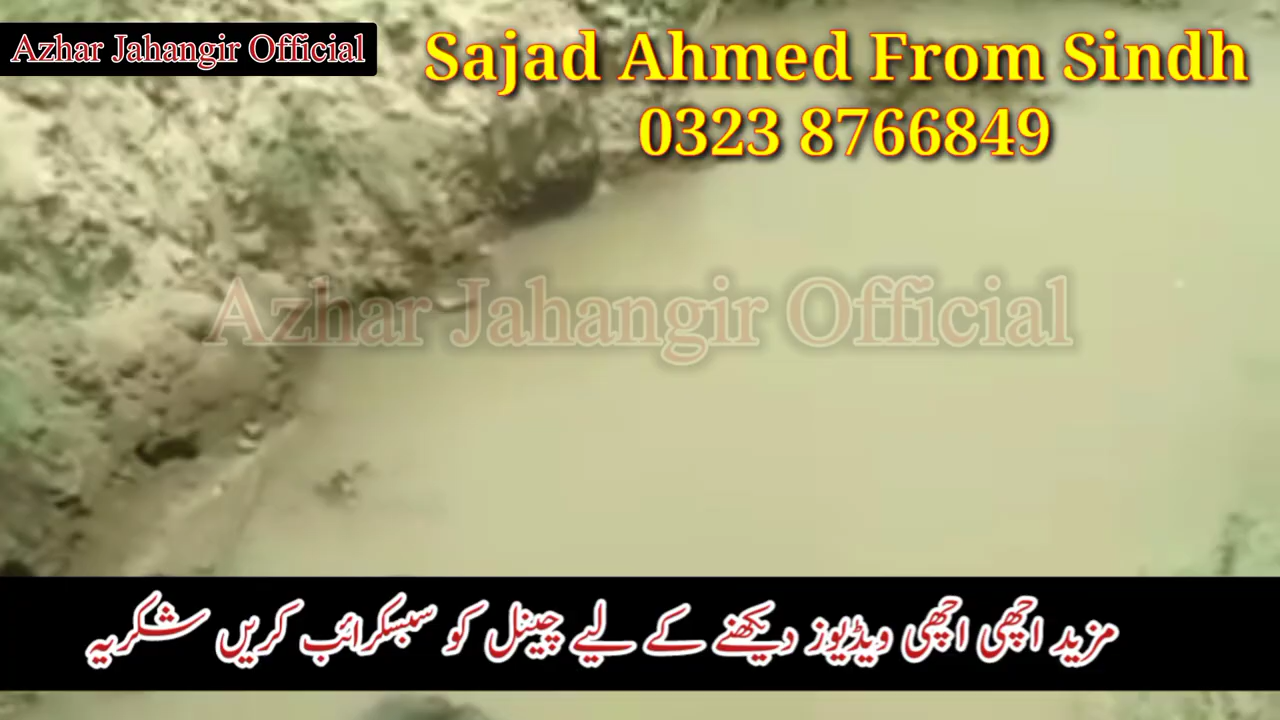 Azhar Jahangir Official
Sajad Ahmed From Sindh
0323 8766849
Azhar Jahangir Official
مزید اچھی اچھی ویڈیوز دیکھنے کے لیے چینل کو سبسکرائب کریں شکریہ